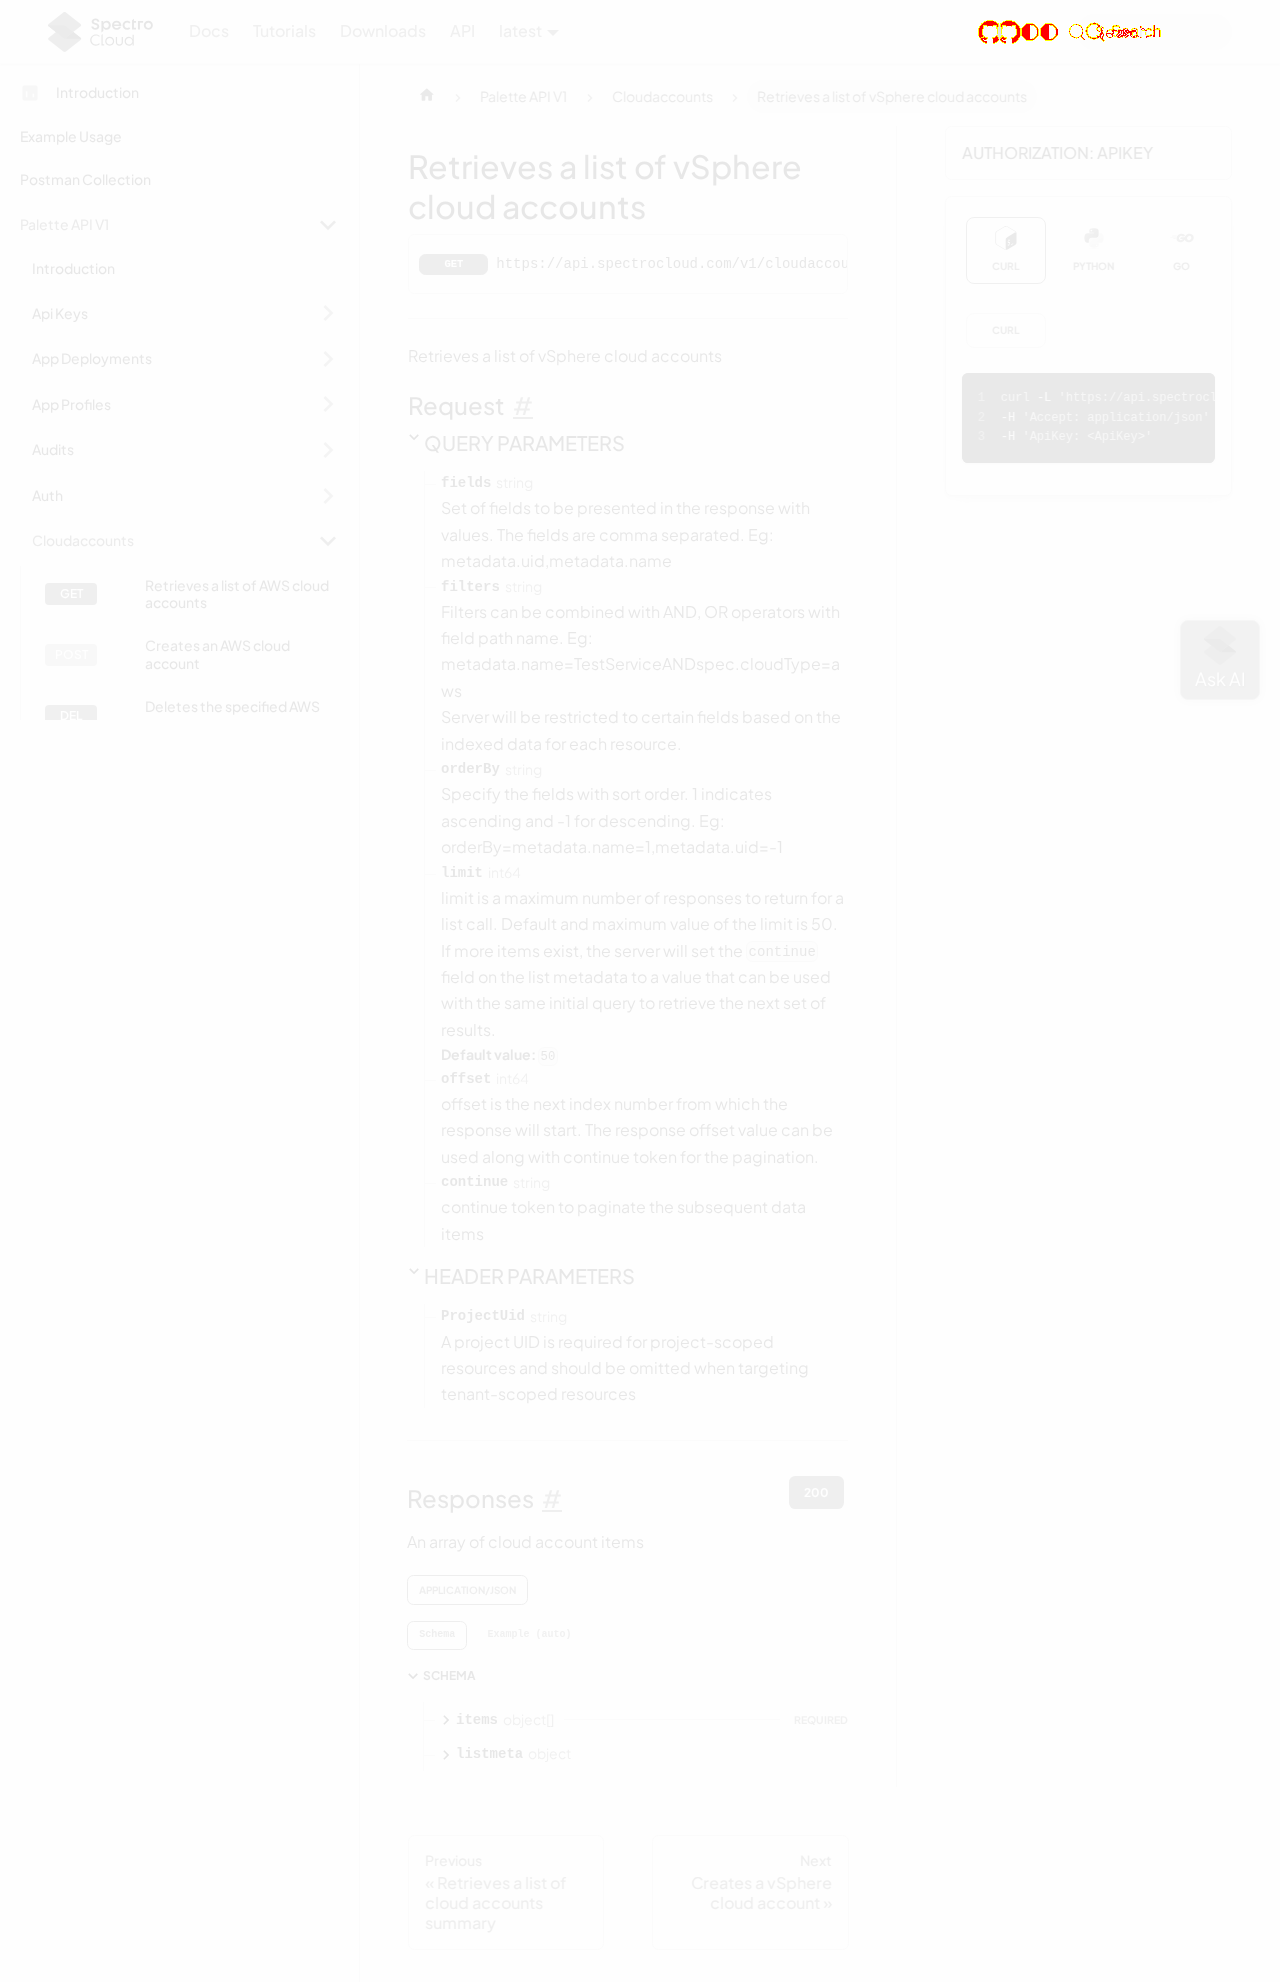 Spectro
Cloud
Docs
Tutorials
Downloads
API
latest
Introduction
Example Usage
Postman Collection
Palette API V1
Introduction
Api Keys
App Deployments
App Profiles
Audits
Auth
Cloudaccounts
GET
Retrieves a list of AWS cloud
accounts
POST
Creates an AWS cloud
account
DEL
Deletes the specified AWS
Palette API V1
Cloudaccounts
Retrieves a list of vSphere cloud accounts
Retrieves a list of vSphere
cloud accounts
GET
https://api.spectrocloud.com/v1/cloudaccou
Retrieves a list of vSphere cloud accounts
Request #
QUERY PARAMETERS
fields string
Set of fields to be presented in the response with
values. The fields are comma separated. Eg:
metadata.uid,metadata.name
filters string
Filters can be combined with AND, OR operators with
field path name. Eg:
metadata.name=TestServiceANDspec.cloudType=a
ws
Server will be restricted to certain fields based on the
indexed data for each resource.
orderBy string
Specify the fields with sort order. 1 indicates
ascending and -1 for descending. Eg:
orderBy=metadata.name=1,metadata.uid=-1
limit int64
limit is a maximum number of responses to return for a
list call. Default and maximum value of the limit is 50.
If more items exist, the server will set the continue
field on the list metadata to a value that can be used
with the same initial query to retrieve the next set of
results.
Default value: 50
offset int64
offset is the next index number from which the
response will start. The response offset value can be
used along with continue token for the pagination.
continue string
continue token to paginate the subsequent data
items
HEADER PARAMETERS
ProjectUid string
A project UID is required for project-scoped
resources and should be omitted when targeting
tenant-scoped resources
Responses #
200
An array of cloud account items
APPLICATION/JSON
Schema
Example (auto)
SCHEMA
items object[]
REQUIRED
listmeta object
Previous
« Retrieves a list of
cloud accounts
summary
Next
Creates a vSphere
cloud account »
AUTHORIZATION: APIKEY
CURL
PYTHON
GO
GO
CURL
1 curl -L 'https://api.spectrocl
2 -H 'Accept: application/json'
3 -H 'ApiKey: <ApiKey>'
Ask AI